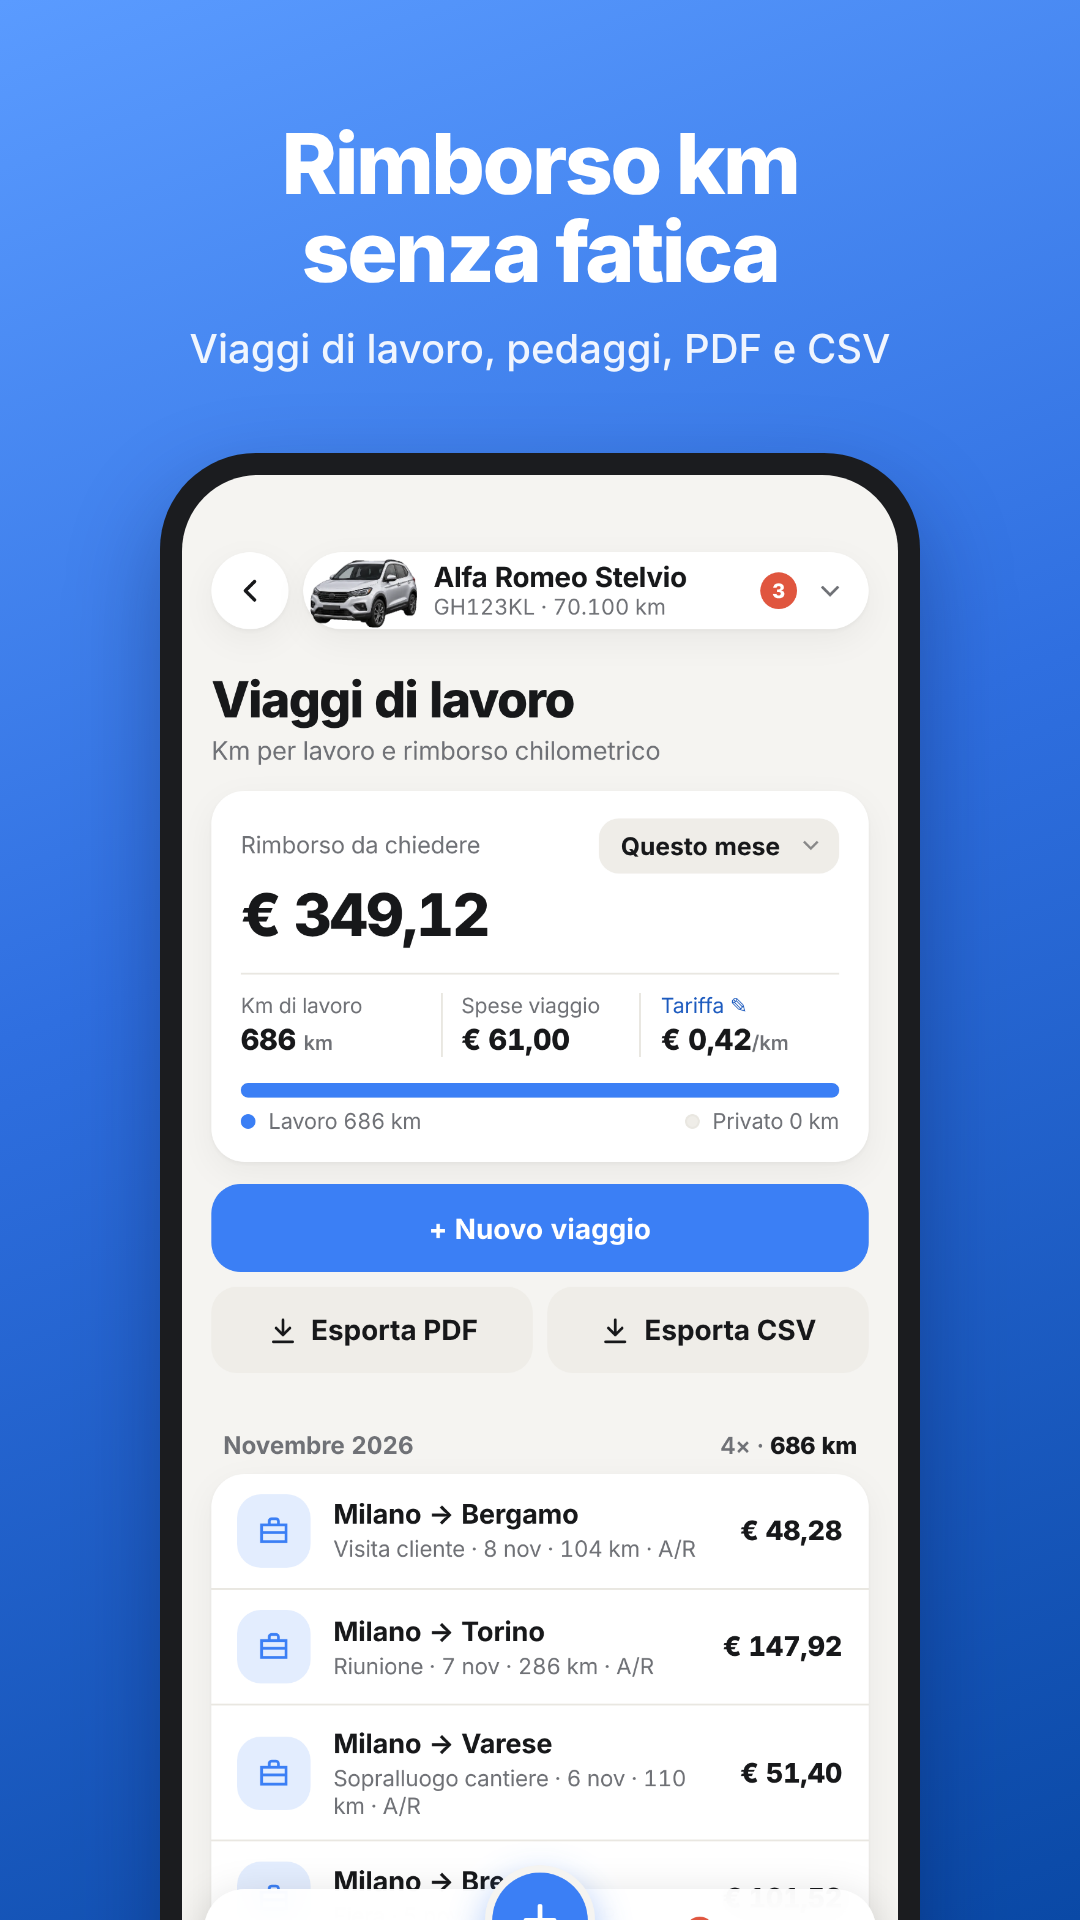 Rimborso km
senza fatica
Viaggi di lavoro, pedaggi, PDF e CSV
Alfa Romeo Stelvio
GH123KL · 70.100 km
3
Viaggi di lavoro
Km per lavoro e rimborso chilometrico
Rimborso da chiedere
Questo mese
€ 349,12
Km di lavoro
686 km
Spese viaggio
€ 61,00
Tariffa ✎
€ 0,42/km
Lavoro 686 km
Privato 0 km
+ Nuovo viaggio
Esporta PDF
Esporta CSV
Novembre 2026
4× · 686 km
Milano → Bergamo
Visita cliente · 8 nov · 104 km · A/R
€ 48,28
Milano → Torino
Riunione · 7 nov · 286 km · A/R
€ 147,92
Milano → Varese
Sopralluogo cantiere · 6 nov · 110
km · A/R
€ 51,40
Milano → Bre